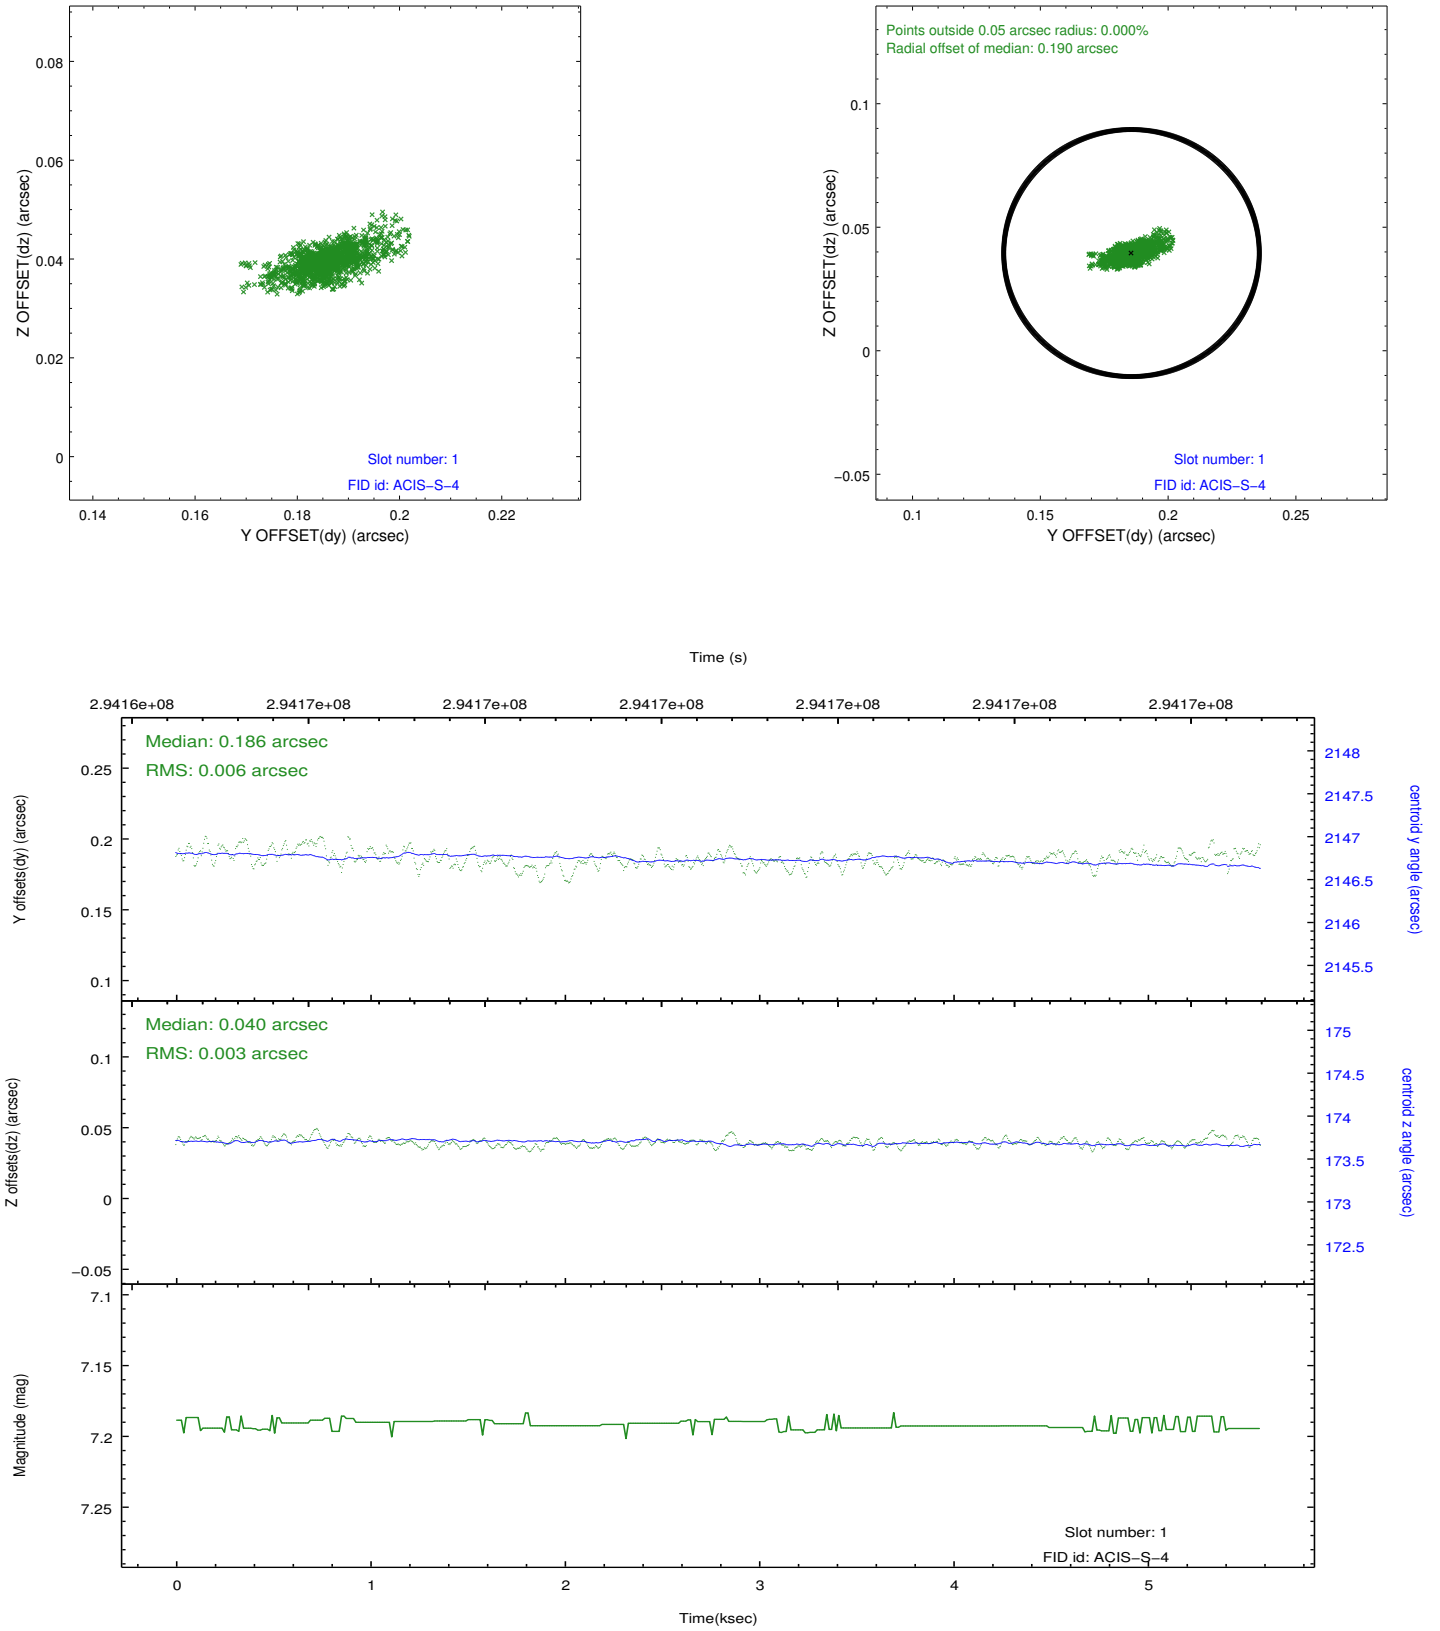 0.08
0.06
0.04
0.02
0
0.14 0.16 0.18 0.2 0.22
Z OFFSET(dz) (arcsec)
Y OFFSET(dy) (arcsec)
Slot number: 1
FID id: ACIS−S−4
Points outside 0.05 arcsec radius: 0.000%
Radial offset of median: 0.190 arcsec
0.1
0.05
0
−0.05
0.1 0.15 0.2 0.25
Z OFFSET(dz) (arcsec)
Y OFFSET(dy) (arcsec)
Slot number: 1
FID id: ACIS−S−4
Time (s)
2.9416e+08 2.9417e+08 2.9417e+08 2.9417e+08 2.9417e+08 2.9417e+08 2.9417e+08
Median: 0.186 arcsec
RMS: 0.006 arcsec
0.25
0.2
0.15
0.1
Y offsets(dy) (arcsec)
2148
2147.5
2147
2146.5
2146
2145.5
centroid y angle (arcsec)
Median: 0.040 arcsec
RMS: 0.003 arcsec
0.1
0.05
0
−0.05
Z offsets(dz) (arcsec)
175
174.5
174
173.5
173
172.5
centroid z angle (arcsec)
7.1
7.15
7.2
7.25
Magnitude (mag)
Slot number: 1
FID id: ACIS−S−4
0 1 2 3 4 5
Time(ksec)